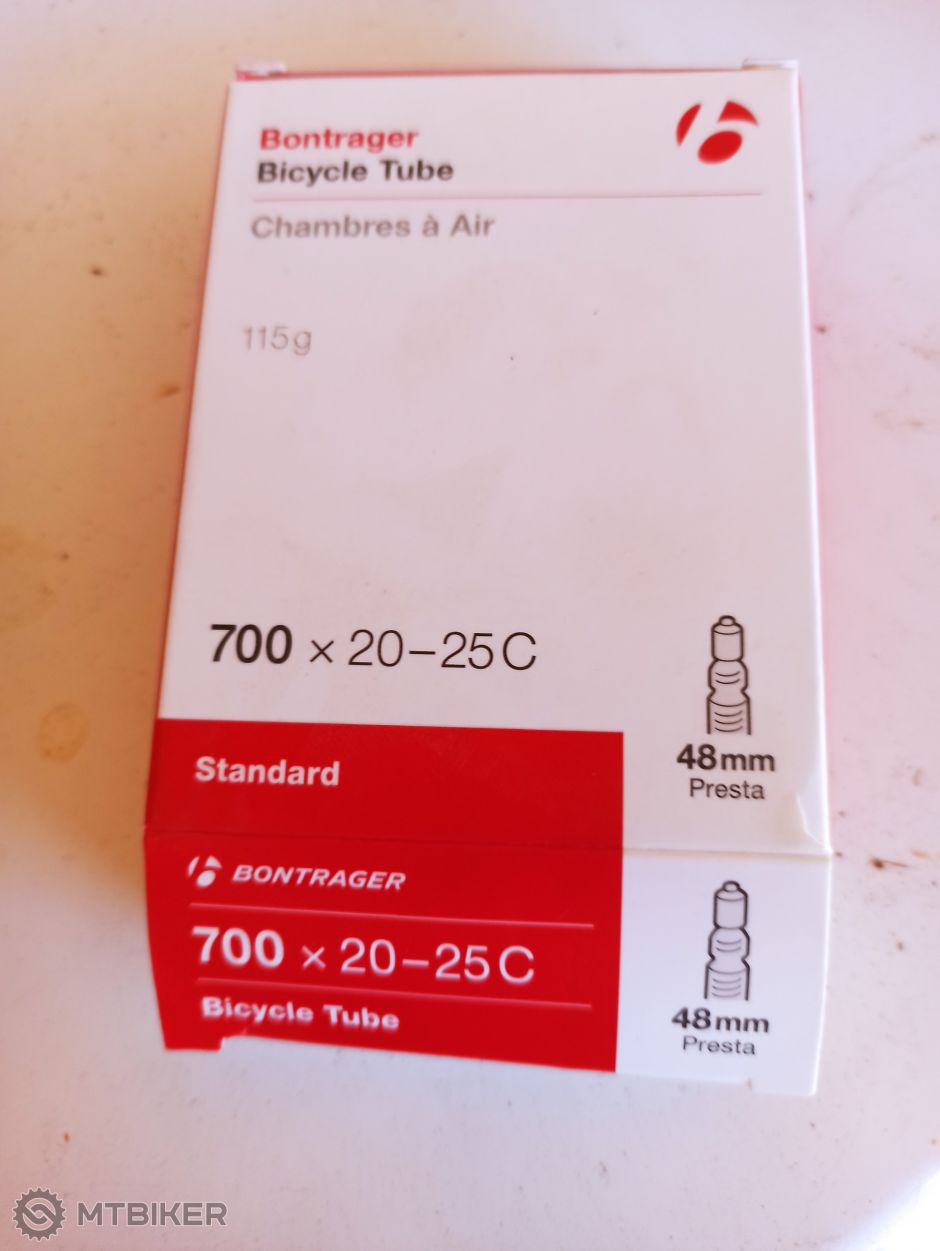 Bontrager
Bicycle Tube
Chambres à Air
115g
700 × 20–25C
48mm
Presta
Standard
BONTRAGER
700 × 20–25C
Bicycle Tube
48mm
Presta
MTBIKER